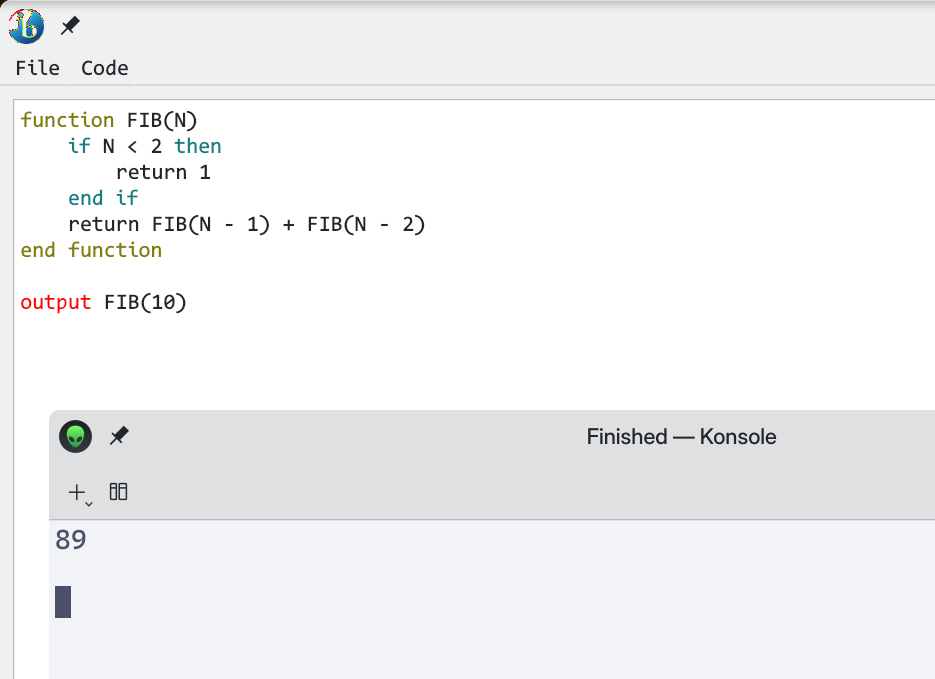 File Code
function FIB(N)
    if N < 2 then
        return 1
    end if
    return FIB(N - 1) + FIB(N - 2)
end function

output FIB(10)
Finished — Konsole
89